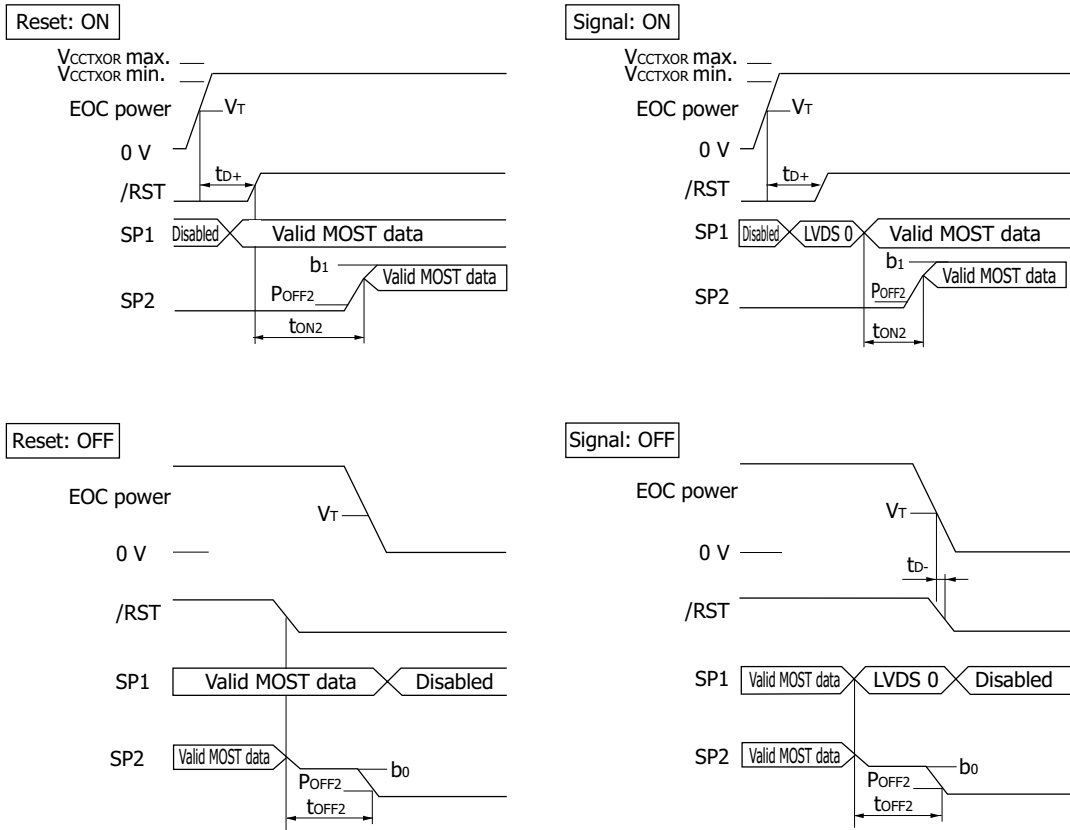 Reset: ON
VCCTXOR max.
VCCTXOR min.
EOC power
VT
0 V
tD+
/RST
SP1 Disabled Valid MOST data
b1
Valid MOST data
POFF2
SP2
tON2
Signal: ON
VCCTXOR max.
VCCTXOR min.
EOC power
VT
0 V
tD+
/RST
SP1 Disabled LVDS 0 Valid MOST data
b1
Valid MOST data
POFF2
SP2
tON2
Reset: OFF
EOC power
VT
0 V
/RST
SP1 Valid MOST data Disabled
SP2 Valid MOST data
b0
POFF2
tOFF2
Signal: OFF
EOC power
VT
0 V
tD-
/RST
SP1 Valid MOST data LVDS 0 Disabled
SP2 Valid MOST data
b0
POFF2
tOFF2